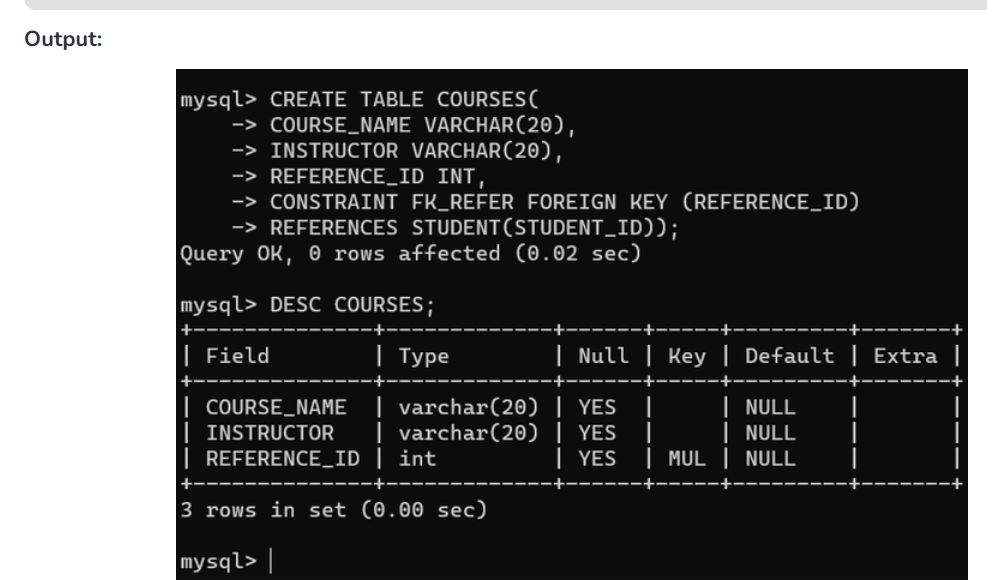 Output:
mysql> CREATE TABLE COURSES(
    -> COURSE_NAME VARCHAR(20),
    -> INSTRUCTOR VARCHAR(20),
    -> REFERENCE_ID INT,
    -> CONSTRAINT FK_REFER FOREIGN KEY (REFERENCE_ID)
    -> REFERENCES STUDENT(STUDENT_ID));
Query OK, 0 rows affected (0.02 sec)
mysql> DESC COURSES;
+--------------+-------------+------+-----+---------+-------+
| Field        | Type        | Null | Key | Default | Extra |
+--------------+-------------+------+-----+---------+-------+
| COURSE_NAME  | varchar(20) | YES  |     | NULL    |       |
| INSTRUCTOR   | varchar(20) | YES  |     | NULL    |       |
| REFERENCE_ID | int         | YES  | MUL | NULL    |       |
+--------------+-------------+------+-----+---------+-------+
3 rows in set (0.00 sec)
mysql>